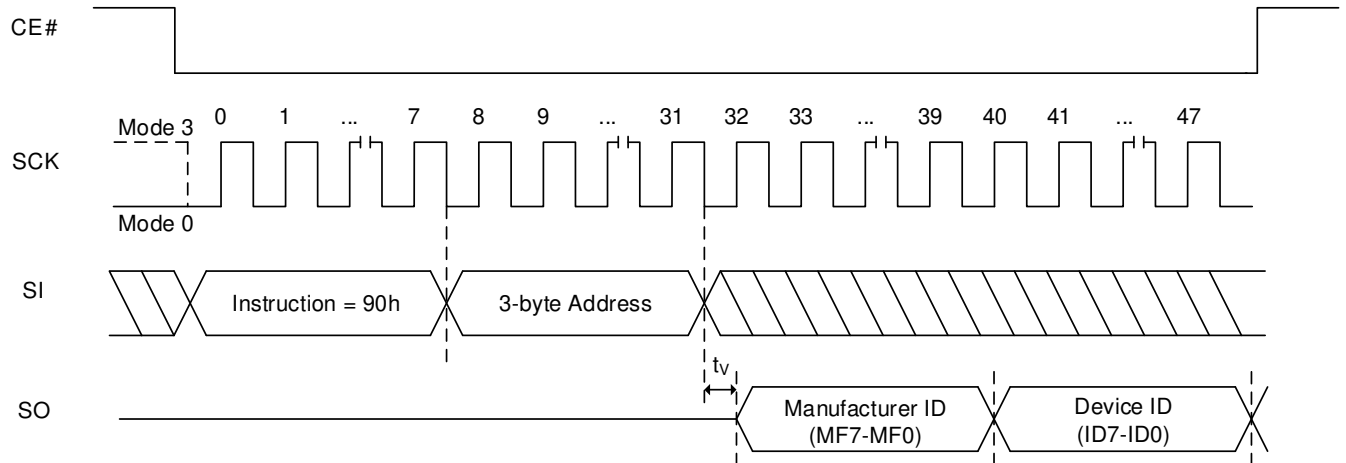 CE#
0 1 ... 7 8 9 ... 31 32 33 ... 39 40 41 ... 47
Mode 3
SCK
Mode 0
SI
Instruction = 90h
3-byte Address
tV
SO
Manufacturer ID
(MF7-MF0)
Device ID
(ID7-ID0)